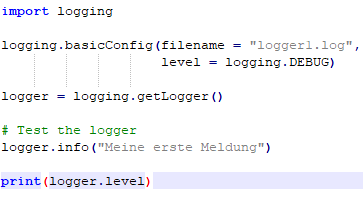 import logging
logging.basicConfig(filename = "logger1.log",
level = logging.DEBUG)
logger = logging.getLogger()
# Test the logger
logger.info("Meine erste Meldung")
print(logger.level)